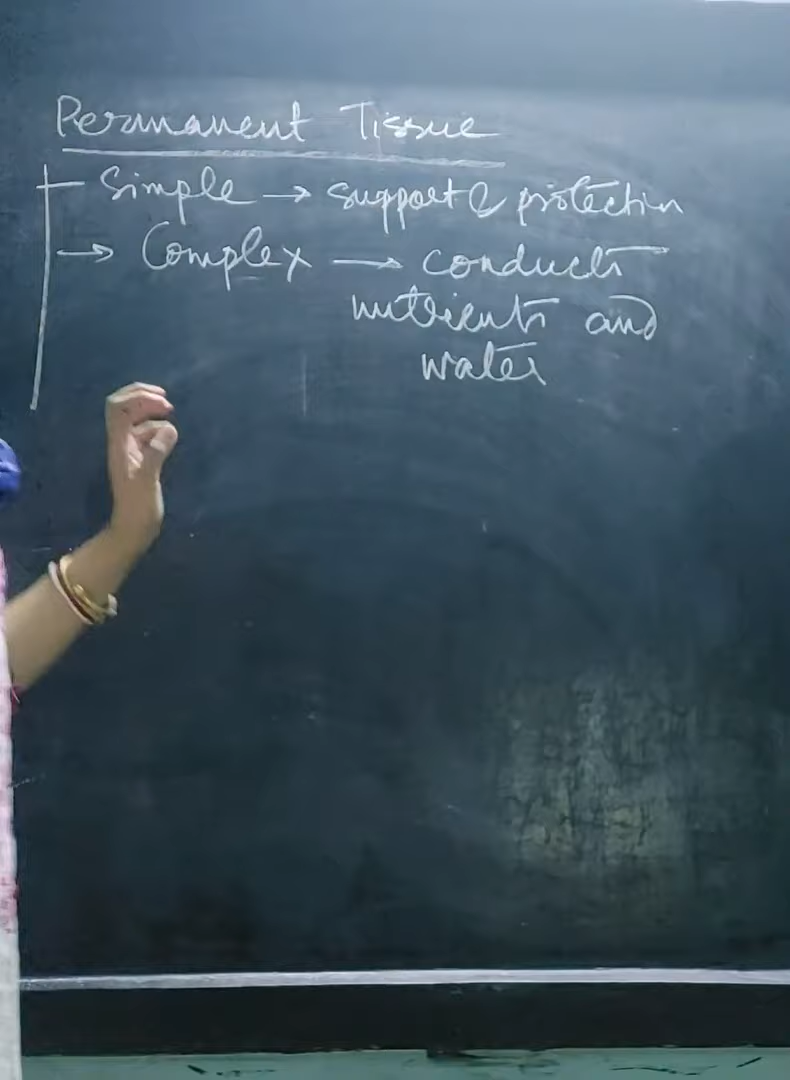 Permanent Tissue
Simple → support & protection
→ Complex → conducts
nutrients and
water